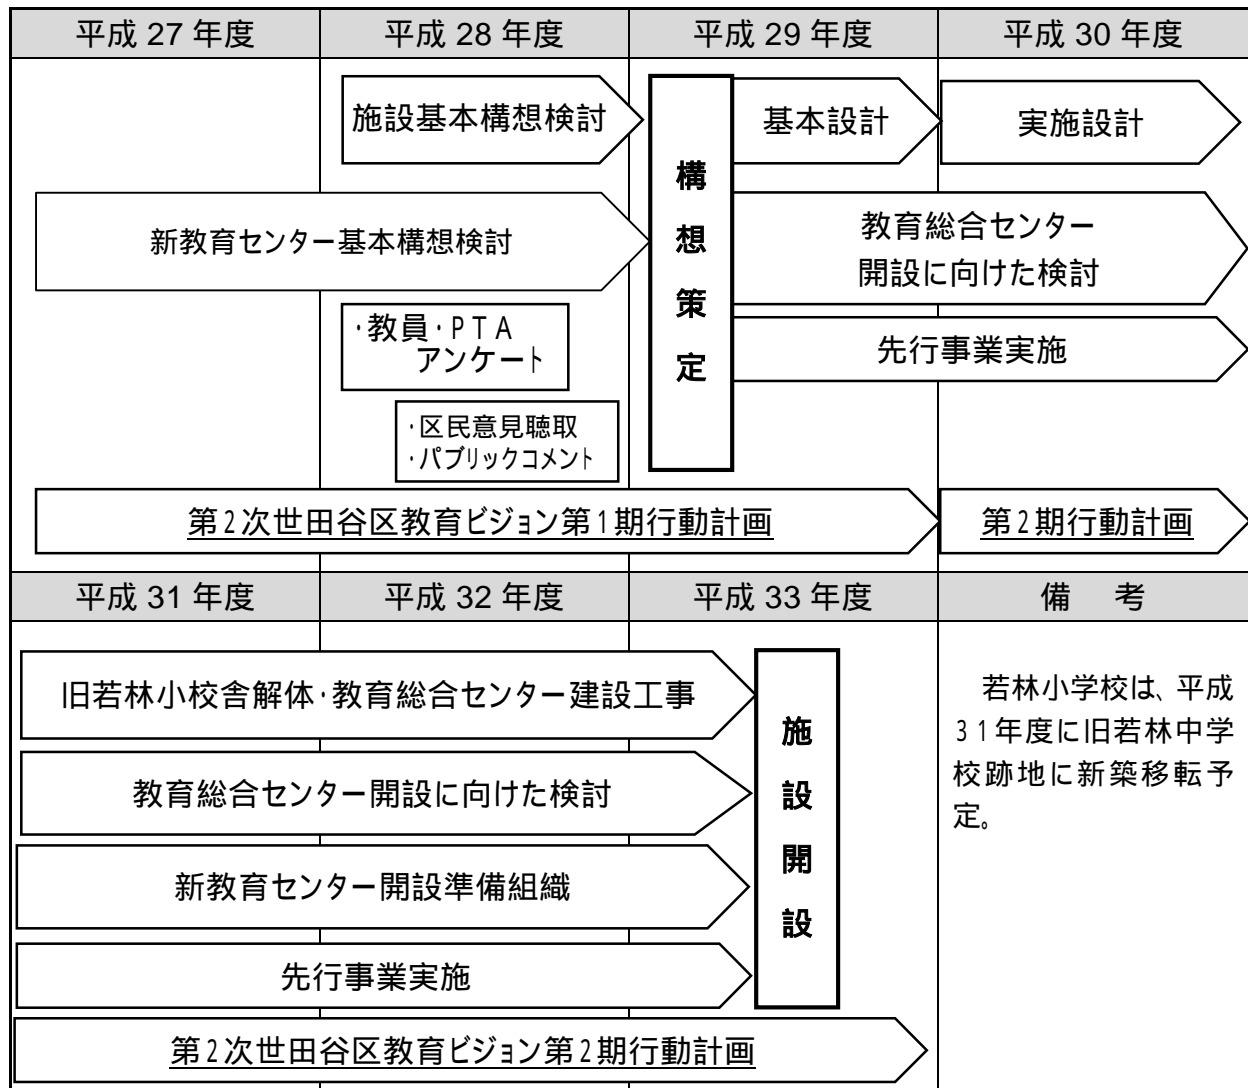 平成 27 年度
平成 28 年度
平成 29 年度
平成 30 年度
施設基本構想検討
構想策定
基本設計
実施設計
新教育センター基本構想検討
教育総合センター
開設に向けた検討
・教員・PTA
アンケート
先行事業実施
・区民意見聴取
・パブリックコメント
第2次世田谷区教育ビジョン第1期行動計画
第2期行動計画
平成 31 年度
平成 32 年度
平成 33 年度
備 考
旧若林小校舎解体・教育総合センター建設工事
施設開設
教育総合センター開設に向けた検討
新教育センター開設準備組織
先行事業実施
第2次世田谷区教育ビジョン第2期行動計画
若林小学校は、平成
31年度に旧若林中学
校跡地に新築移転予
定。